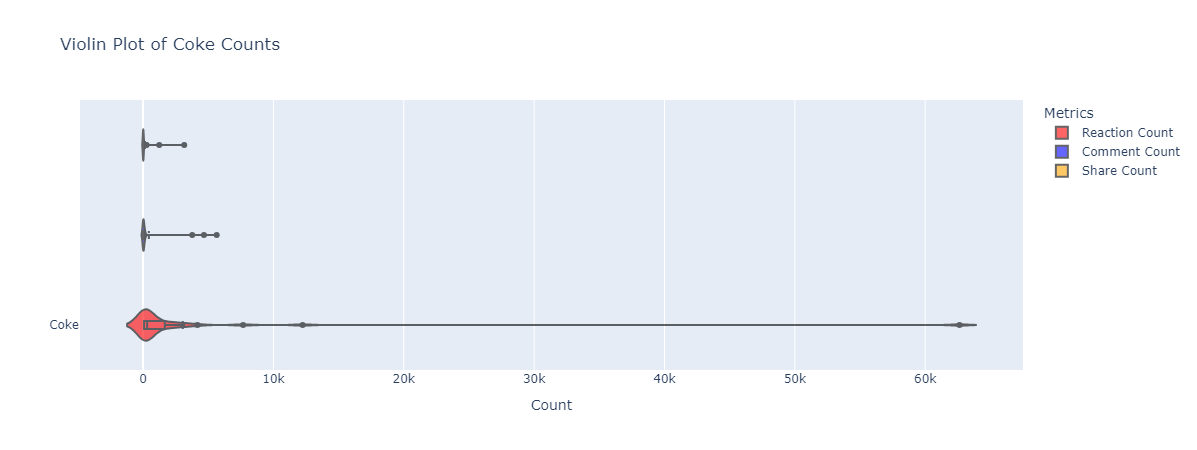 Violin Plot of Coke Counts
Metrics
Reaction Count
Comment Count
Share Count
Coke
0
10k
20k
30k
40k
50k
60k
Count